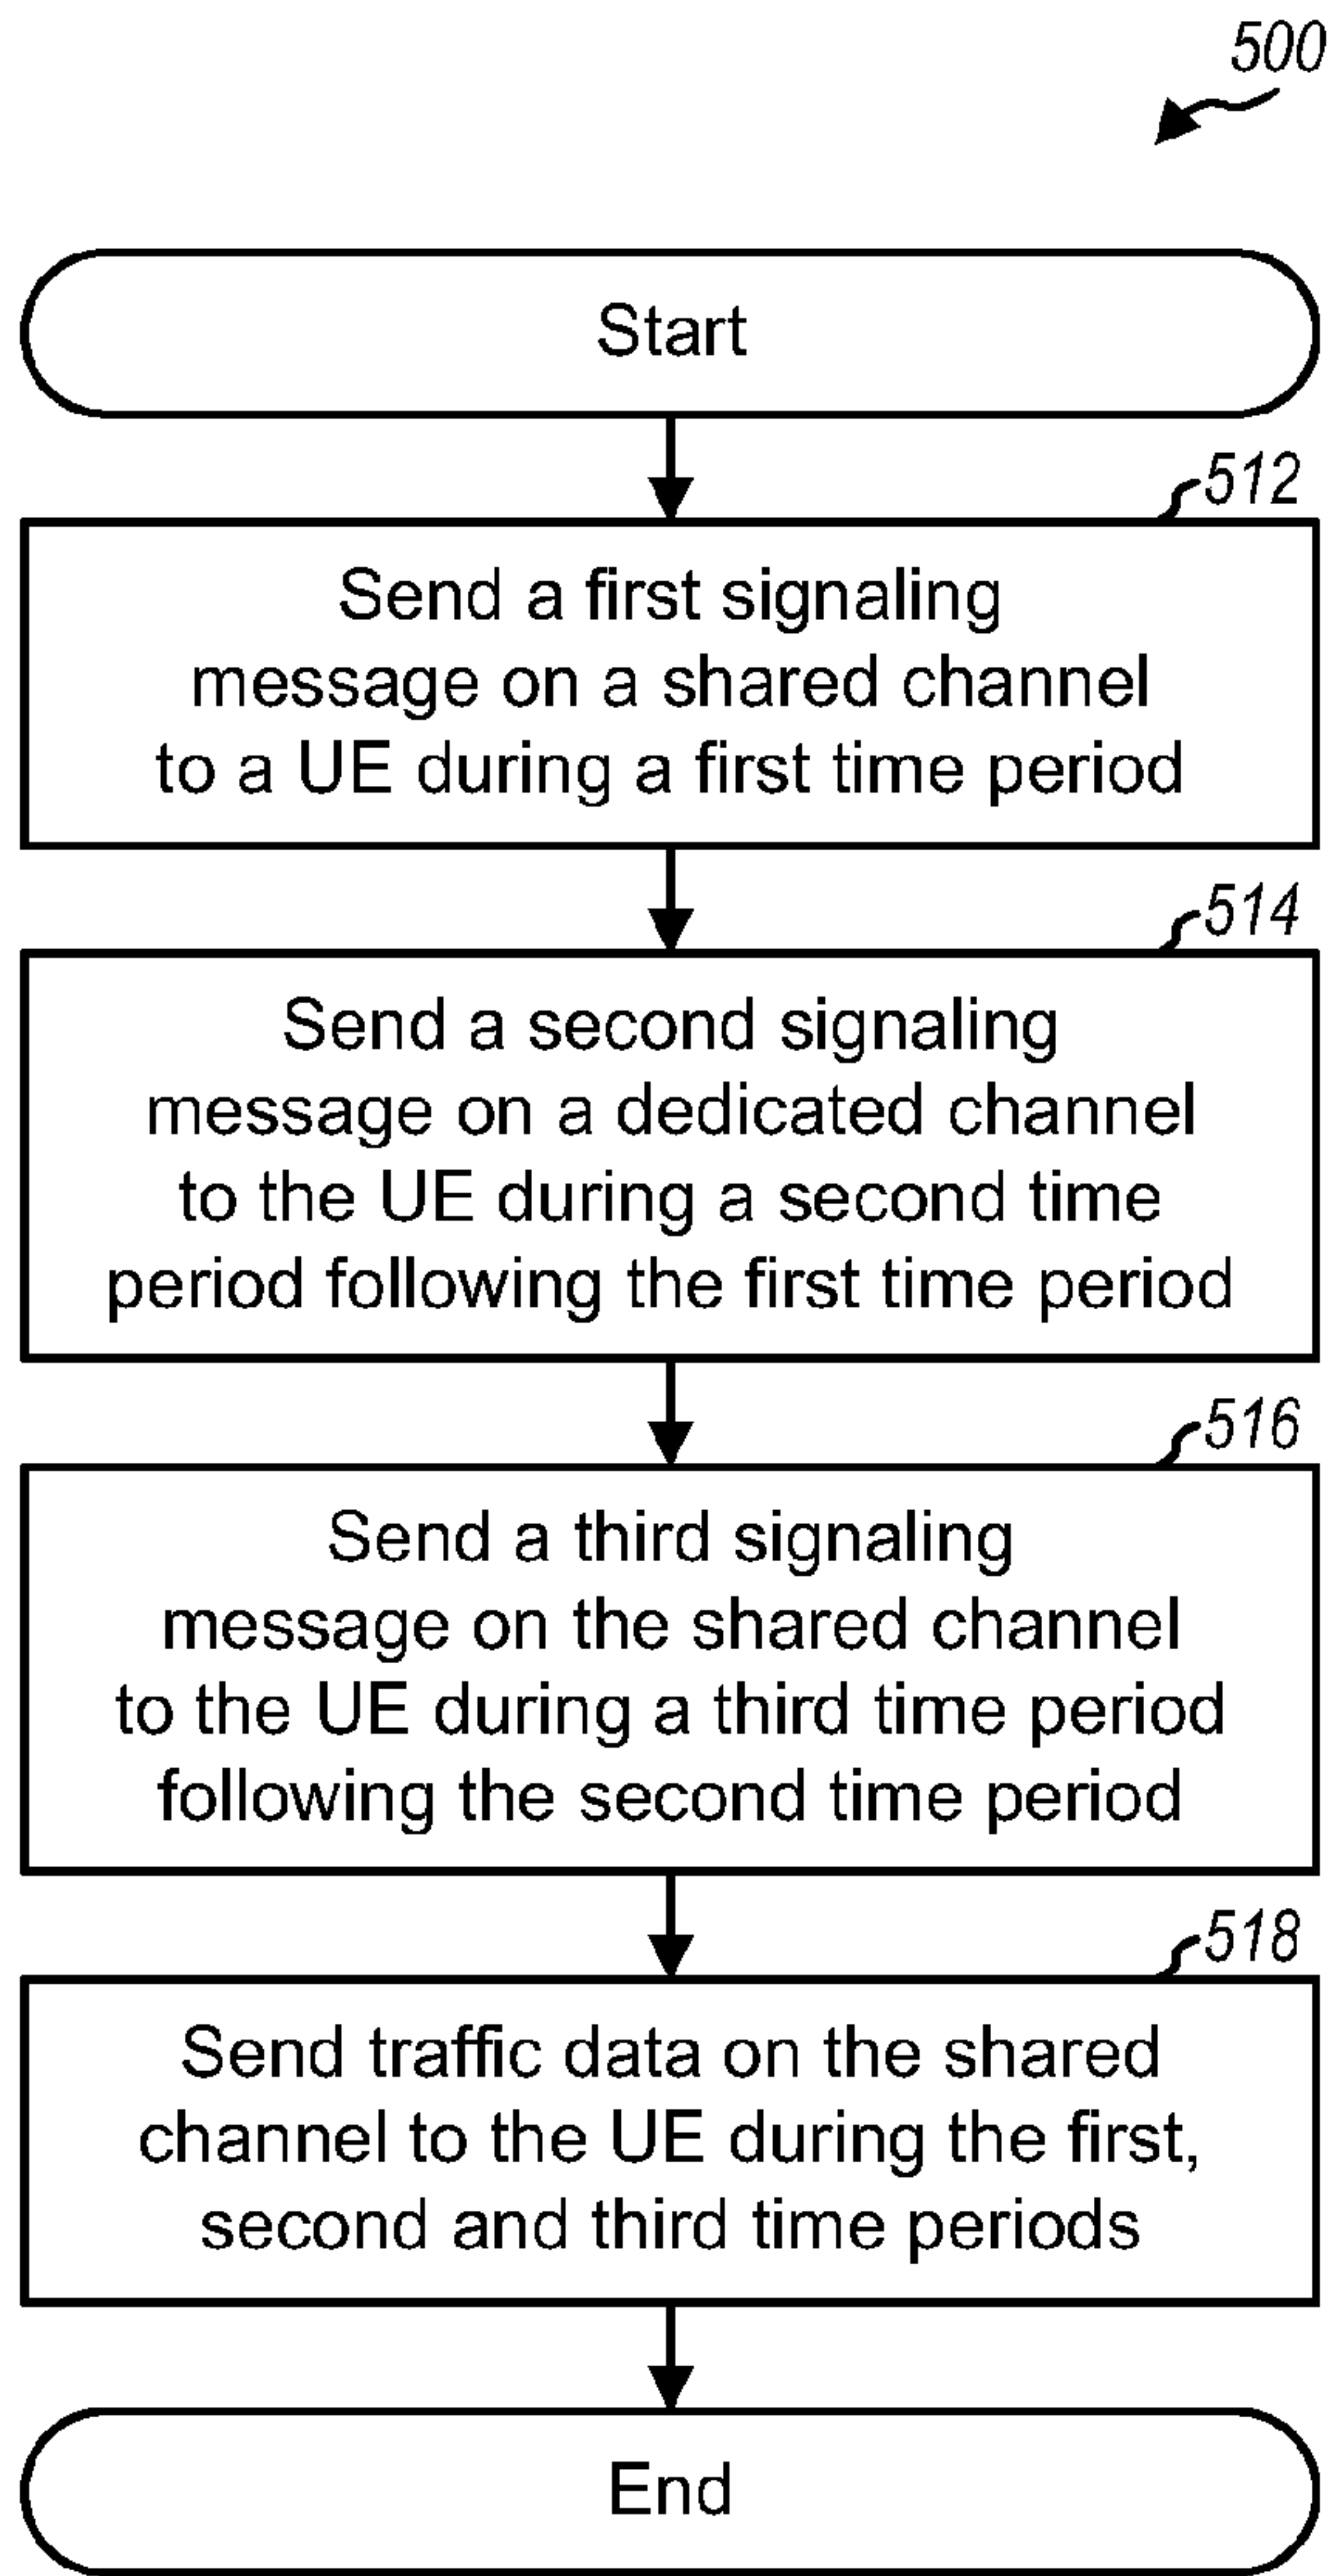 500
Start
512
Send a first signaling
message on a shared channel
to a UE during a first time period
514
Send a second signaling
message on a dedicated channel
to the UE during a second time
period following the first time period
516
Send a third signaling
message on the shared channel
to the UE during a third time period
following the second time period
518
Send traffic data on the shared
channel to the UE during the first,
second and third time periods
End